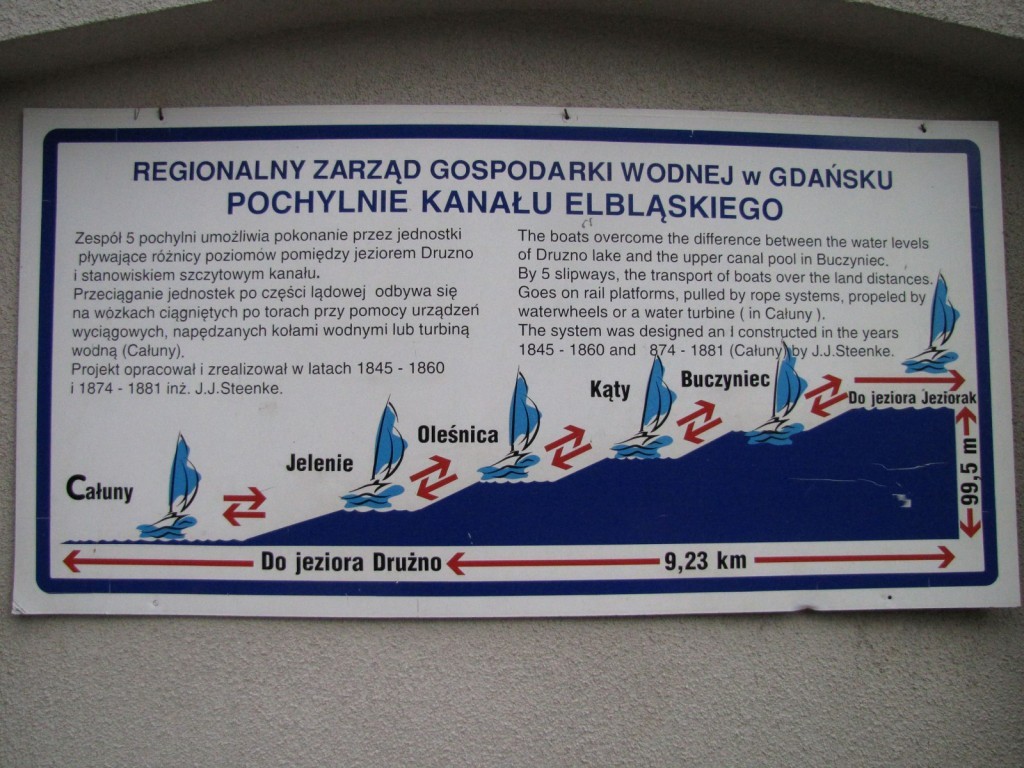 REGIONALNY ZARZĄD GOSPODARKI WODNEJ w GDAŃSKU
POCHYLNIE KANAŁU ELBLĄSKIEGO
Zespół 5 pochylni umożliwia pokonanie przez jednostki
pływające różnicy poziomów pomiędzy jeziorem Druzno
i stanowiskiem szczytowym kanału.
Przeciąganie jednostek po części lądowej odbywa się
na wózkach ciągniętych po torach przy pomocy urządzeń
wyciągowych, napędzanych kołami wodnymi lub turbiną
wodną (Całuny).
Projekt opracował i zrealizował w latach 1845 - 1860
i 1874 - 1881 inż. J.J.Steenke.
The boats overcome the difference between the water levels
of Druzno lake and the upper canal pool in Buczyniec.
By 5 slipways, the transport of boats over the land distances.
Goes on rail platforms, pulled by rope systems, propeled by
waterwheels or a water turbine ( in Całuny ).
The system was designed an l constructed in the years
1845 - 1860 and 874 - 1881 (Całuny) by J.J.Steenke.
Całuny
Jelenie
Oleśnica
Kąty
Buczyniec
Do jeziora Jeziorak
99,5 m
Do jeziora Drużno
9,23 km